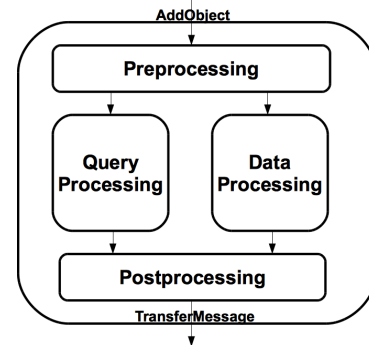 AddObject
Preprocessing
Query
Processing
Data
Processing
Postprocessing
TransferMessage